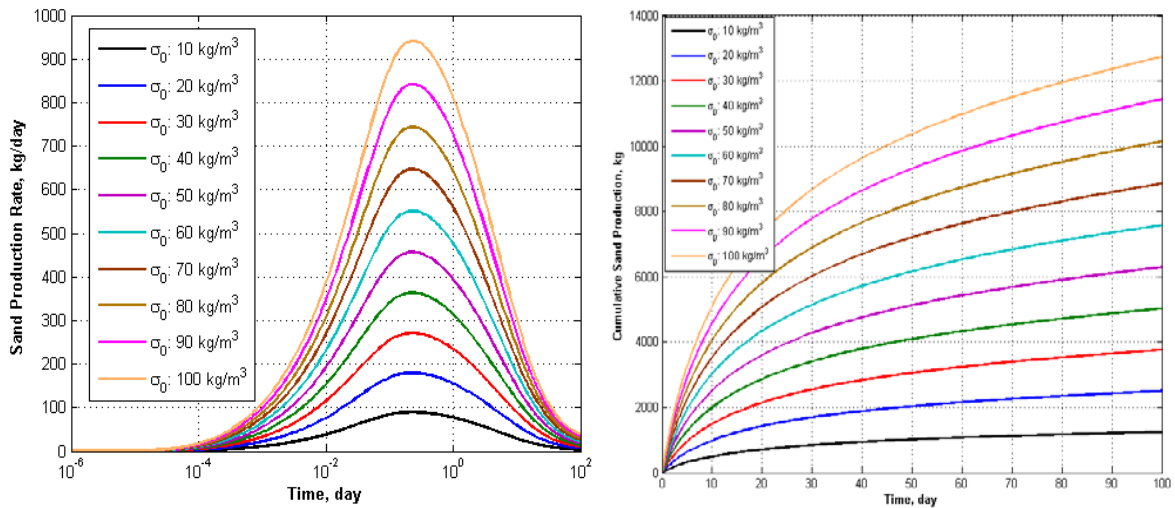 1000
900
800
700
600
500
400
300
200
100
0
Sand Production Rate, kg/day
σ₀: 10 kg/m³
σ₀: 20 kg/m³
σ₀: 30 kg/m³
σ₀: 40 kg/m³
σ₀: 50 kg/m³
σ₀: 60 kg/m³
σ₀: 70 kg/m³
σ₀: 80 kg/m³
σ₀: 90 kg/m³
σ₀: 100 kg/m³
10⁻⁶ 10⁻⁴ 10⁻² 10⁰ 10²
Time, day
14000
12000
10000
8000
6000
4000
2000
0
Cumulative Sand Production, kg
σ₀: 10 kg/m³
σ₀: 20 kg/m³
σ₀: 30 kg/m³
σ₀: 40 kg/m³
σ₀: 50 kg/m³
σ₀: 60 kg/m³
σ₀: 70 kg/m³
σ₀: 80 kg/m³
σ₀: 90 kg/m³
σ₀: 100 kg/m³
0 10 20 30 40 50 60 70 80 90 100
Time, day